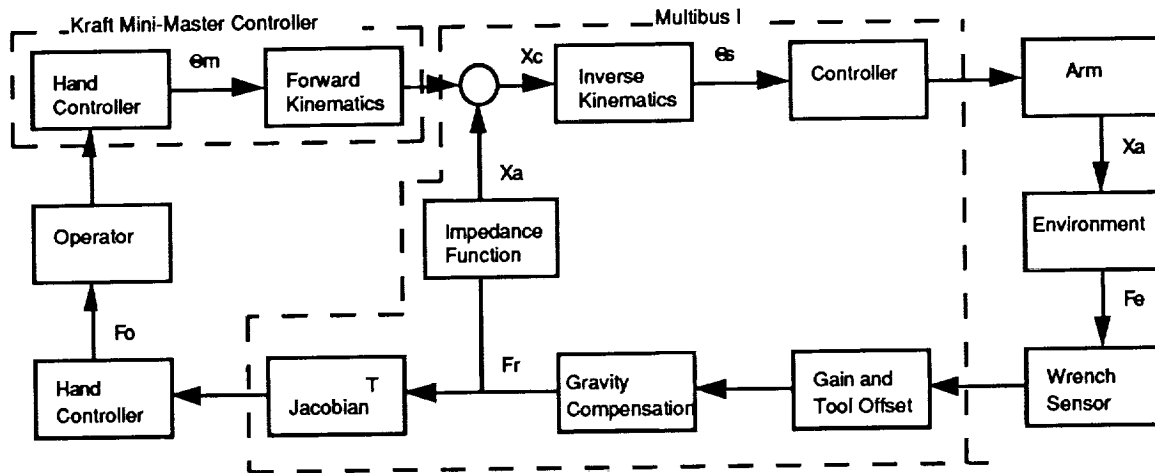 Kraft Mini-Master Controller
Multibus I
Hand
Controller
Θm
Forward
Kinematics
Xc
Inverse
Kinematics
Θs
Controller
Arm
Xa
Xa
Operator
Impedance
Function
Environment
Fo
Fe
Hand
Controller
T
Jacobian
Fr
Gravity
Compensation
Gain and
Tool Offset
Wrench
Sensor